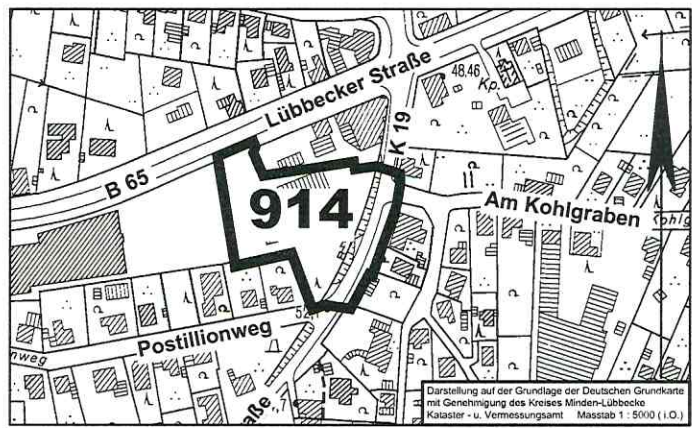 Lübbecker Straße
48,46
Kp.
K 19
B 65
914
Am Kohlgraben
Kohlg
52,
Postillionweg
nweg
aße
Darstellung auf der Grundlage der Deutschen Grundkarte
mit Genehmigung des Kreises Minden-Lübbecke
Kataster - u. Vermessungsamt Masstab 1 : 5000 ( i.O.)